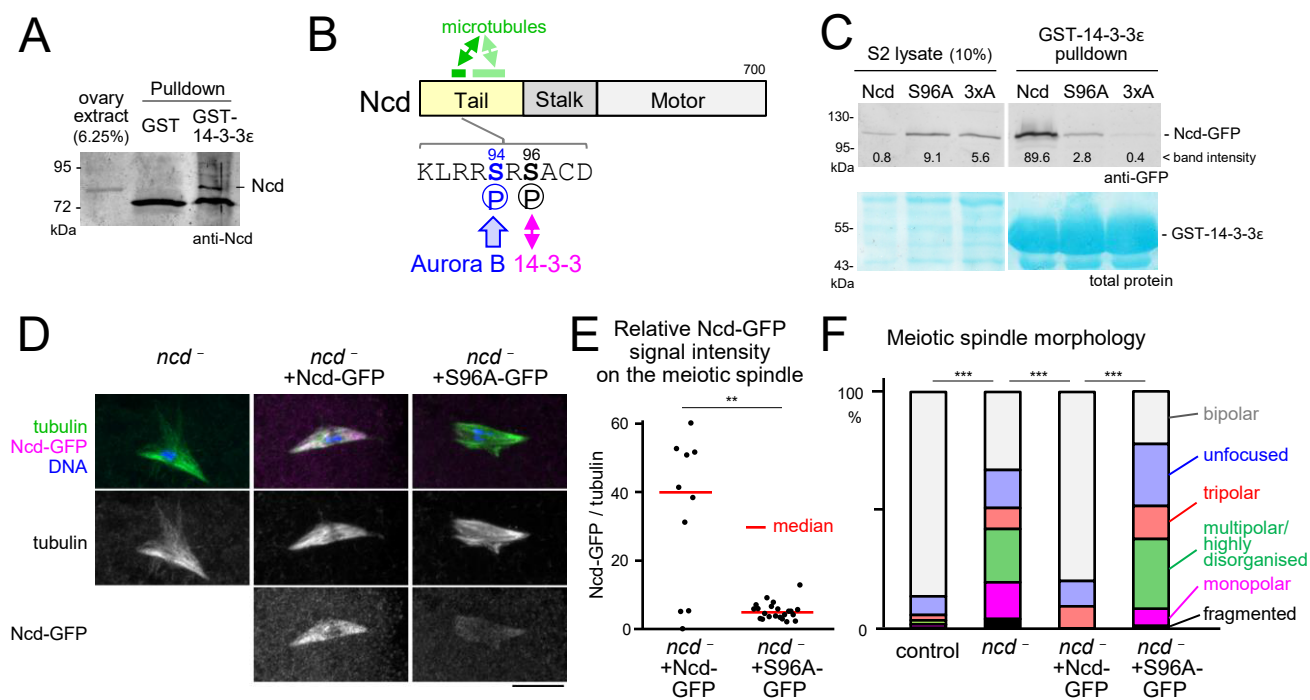 A
ovary
extract
(6.25%)
Pulldown
GST
GST-
14-3-3ε
95
72
kDa
Ncd
anti-Ncd
B
microtubules
700
Ncd
Tail
Stalk
Motor
94
96
KLRRSRSACD
P
P
Aurora B
14-3-3
C
S2 lysate (10%)
GST-14-3-3ε
pulldown
Ncd
S96A
3xA
Ncd
S96A
3xA
130-
95-
kDa
0.8
9.1
5.6
89.6
2.8
0.4
- Ncd-GFP
< band intensity
anti-GFP
55-
43-
kDa
- GST-14-3-3ε
total protein
D
ncd -
ncd -
+Ncd-GFP
ncd -
+S96A-GFP
tubulin
Ncd-GFP
DNA
tubulin
Ncd-GFP
E
Relative Ncd-GFP
signal intensity
on the meiotic spindle
**
Ncd-GFP / tubulin
60
40
20
0
median
ncd -
+Ncd-
GFP
ncd -
+S96A-
GFP
F
Meiotic spindle morphology
100
%
0
***
***
***
bipolar
unfocused
tripolar
multipolar/
highly
disorganised
monopolar
fragmented
control
ncd -
ncd -
+Ncd-
GFP
ncd -
+S96A-
GFP